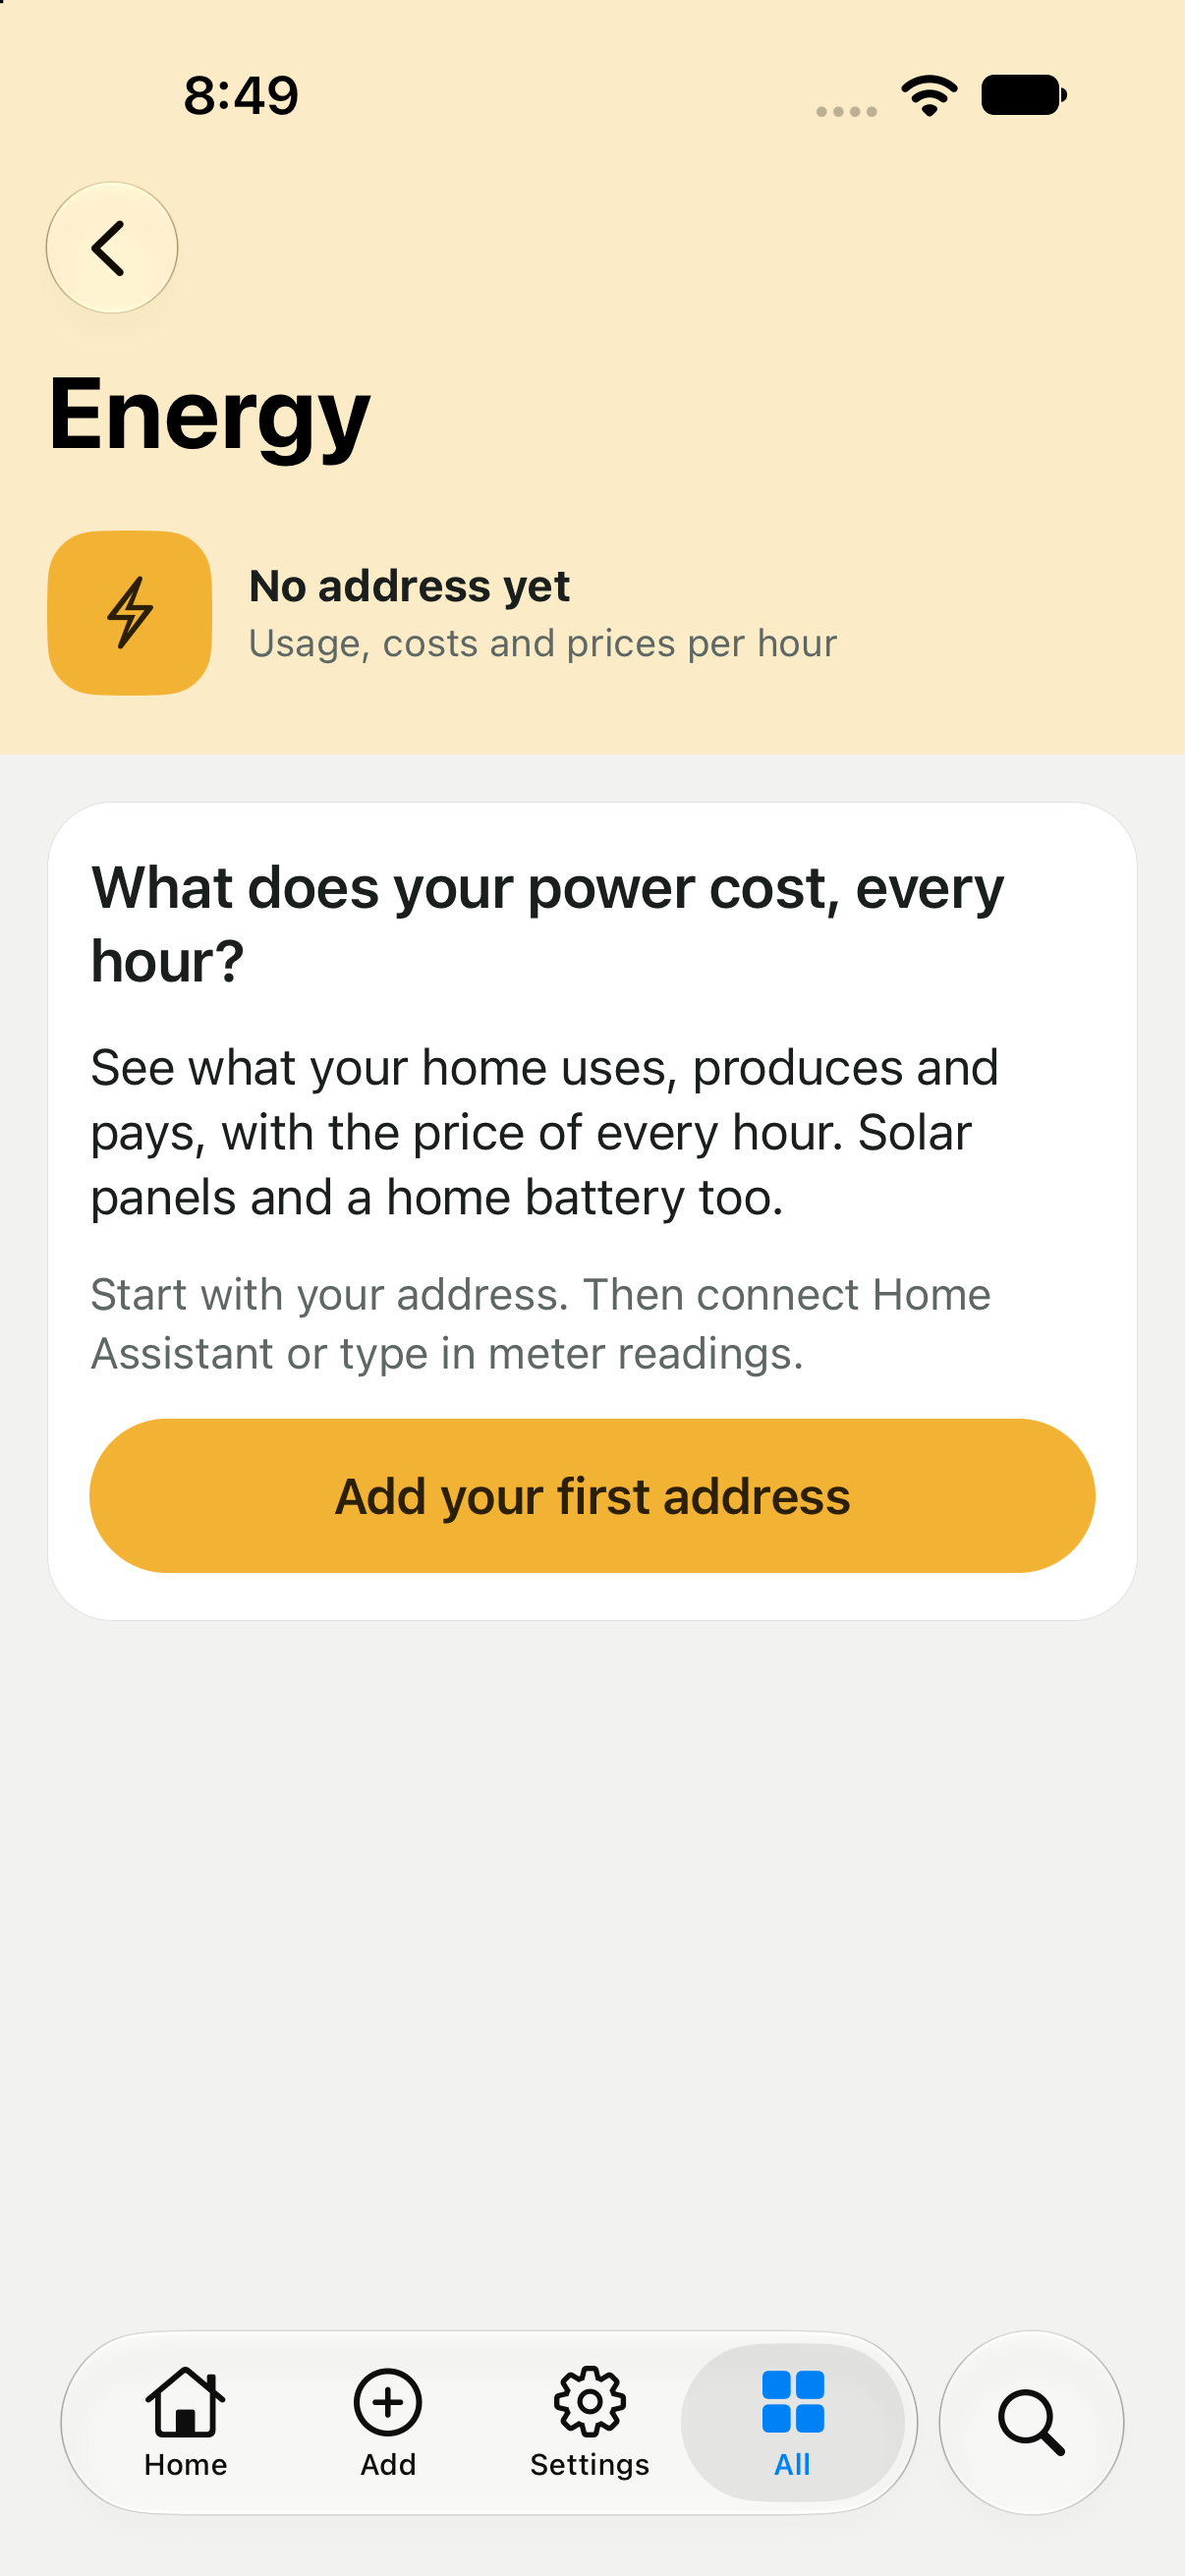 8:49
Energy
No address yet
Usage, costs and prices per hour
What does your power cost, every
hour?
See what your home uses, produces and
pays, with the price of every hour. Solar
panels and a home battery too.
Start with your address. Then connect Home
Assistant or type in meter readings.
Add your first address
Home
Add
Settings
All